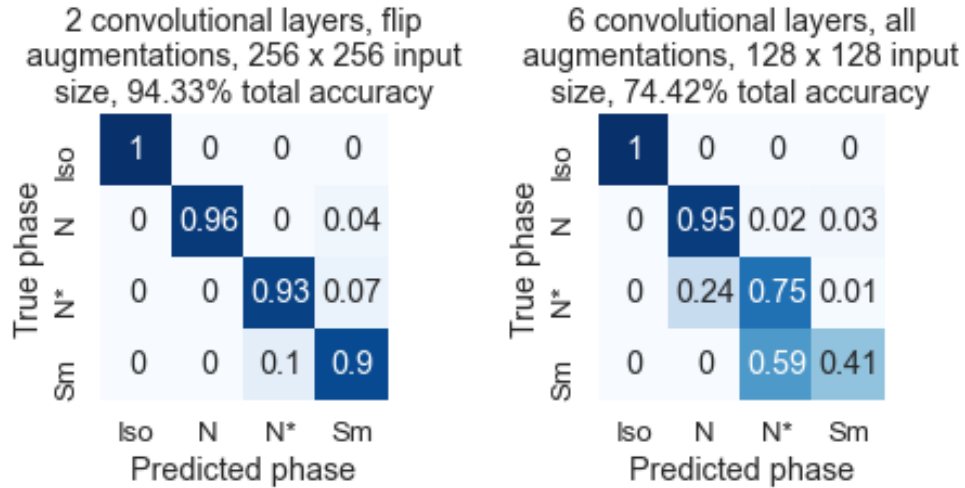 2 convolutional layers, flip
augmentations, 256 x 256 input
size, 94.33% total accuracy
True phase
Iso 1 0 0 0
N 0 0.96 0 0.04
N* 0 0 0.93 0.07
Sm 0 0 0.1 0.9
Iso N N* Sm
Predicted phase
6 convolutional layers, all
augmentations, 128 x 128 input
size, 74.42% total accuracy
True phase
Iso 1 0 0 0
N 0 0.95 0.02 0.03
N* 0 0.24 0.75 0.01
Sm 0 0 0.59 0.41
Iso N N* Sm
Predicted phase